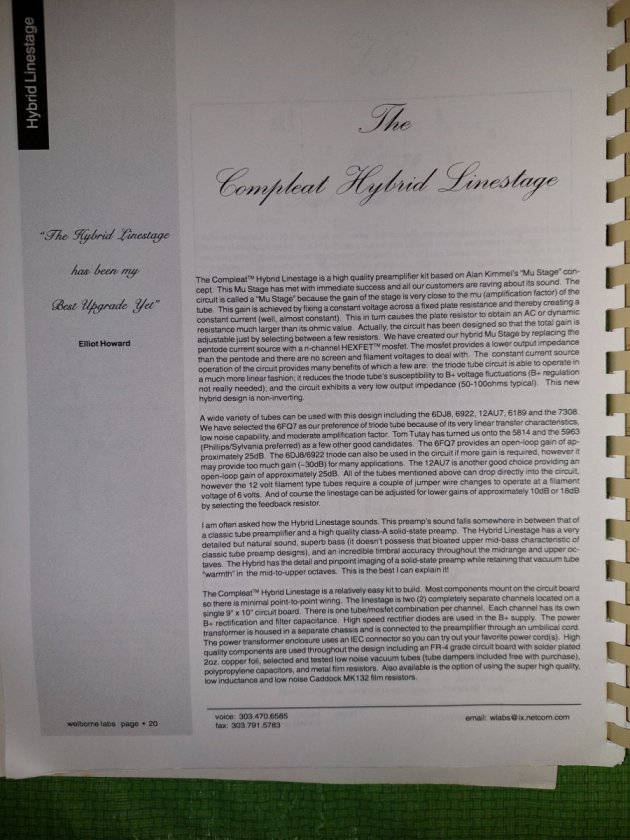 Hybrid Linestage
The
Compleat Hybrid Linestage
"The Hybrid Linestage
has been my
Best Upgrade Yet"
Elliot Howard
The Compleat™ Hybrid Linestage is a high quality preamplifier kit based on Alan Kimmel's "Mu Stage" con-
cept. This Mu Stage has met with immediate success and all our customers are raving about its sound. The
circuit is called a "Mu Stage" because the gain of the stage is very close to the mu (amplification factor) of the
tube. This gain is achieved by fixing a constant voltage across a fixed plate resistance and thereby creating a
constant current (well, almost constant). This in turn causes the plate resistor to obtain an AC or dynamic
resistance much larger than its ohmic value. Actually, the circuit has been designed so that the total gain is
adjustable just by selecting between a few resistors. We have created our hybrid Mu Stage by replacing the
pentode current source with a n-channel HEXFET™ mosfet. The mosfet provides a lower output impedance
than the pentode and there are no screen and filament voltages to deal with. The constant current source
operation of the circuit provides many benefits of which a few are: the triode tube circuit is able to operate in
a much more linear fashion; it reduces the triode tube's susceptibility to B+ voltage fluctuations (B+ regulation
not really needed); and the circuit exhibits a very low output impedance (50-100ohms typical). This new
hybrid design is non-inverting.
A wide variety of tubes can be used with this design including the 6DJ8, 6922, 12AU7, 6189 and the 7308.
We have selected the 6FQ7 as our preference of triode tube because of its very linear transfer characteristics,
low noise capability, and moderate amplification factor. Tom Tutay has turned us onto the 5814 and the 5963
(Phillips/Sylvania preferred) as a few other good candidates. The 6FQ7 provides an open-loop gain of ap-
proximately 25dB. The 6DJ8/6922 triode can also be used in the circuit if more gain is required, however it
may provide too much gain (~30dB) for many applications. The 12AU7 is another good choice providing an
open-loop gain of approximately 25dB. All of the tubes mentioned above can drop directly into the circuit,
however the 12 volt filament type tubes require a couple of jumper wire changes to operate at a filament
voltage of 6 volts. And of course the linestage can be adjusted for lower gains of approximately 10dB or 18dB
by selecting the feedback resistor.
I am often asked how the Hybrid Linestage sounds. This preamp's sound falls somewhere in between that of
a classic tube preamplifier and a high quality class-A solid-state preamp. The Hybrid Linestage has a very
detailed but natural sound, superb bass (it doesn't possess that bloated upper mid-bass characteristic of
classic tube preamp designs), and an incredible timbral accuracy throughout the midrange and upper oc-
taves. The Hybrid has the detail and pinpoint imaging of a solid-state preamp while retaining that vacuum tube
"warmth" in the mid-to-upper octaves. This is the best I can explain it!
The Compleat™ Hybrid Linestage is a relatively easy kit to build. Most components mount on the circuit board
so there is minimal point-to-point wiring. The linestage is two (2) completely separate channels located on a
single 9" x 10" circuit board. There is one tube/mosfet combination per channel. Each channel has its own
B+ rectification and filter capacitance. High speed rectifier diodes are used in the B+ supply. The power
transformer is housed in a separate chassis and is connected to the preamplifier through an umbilical cord.
The power transformer enclosure uses an IEC connector so you can try out your favorite power cord(s). High
quality components are used throughout the design including an FR-4 grade circuit board with solder plated
2oz. copper foil, selected and tested low noise vacuum tubes (tube dampers included free with purchase),
polypropylene capacitors, and metal film resistors. Also available is the option of using the super high quality,
low inductance and low noise Caddock MK132 film resistors.
welborne labs page • 20
voice: 303.470.6585
fax: 303.791.5783
email: wlabs@ix.netcom.com